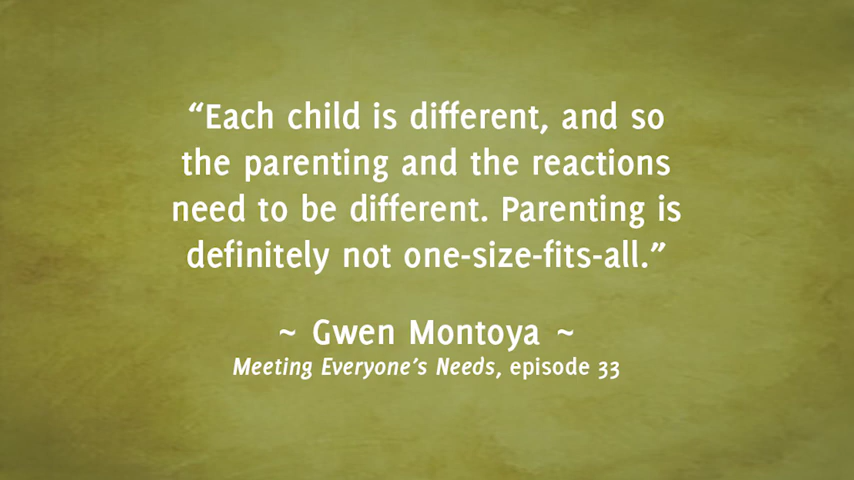 “Each child is different, and so
the parenting and the reactions
need to be different. Parenting is
definitely not one-size-fits-all.”
~ Gwen Montoya ~
Meeting Everyone’s Needs, episode 33